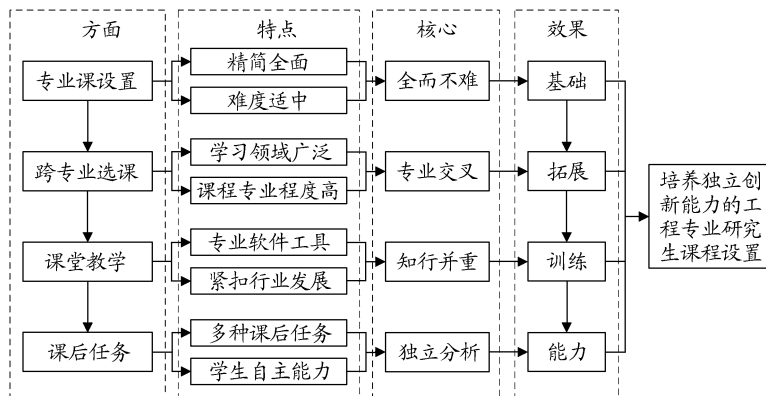 方面
特点
核心
效果
专业课设置
精简全面
难度适中
全而不难
基础
跨专业选课
学习领域广泛
课程专业程度高
专业交叉
拓展
课堂教学
专业软件工具
紧扣行业发展
知行并重
训练
课后任务
多种课后任务
学生自主能力
独立分析
能力
培养独立创
新能力的工
程专业研究
生课程设置